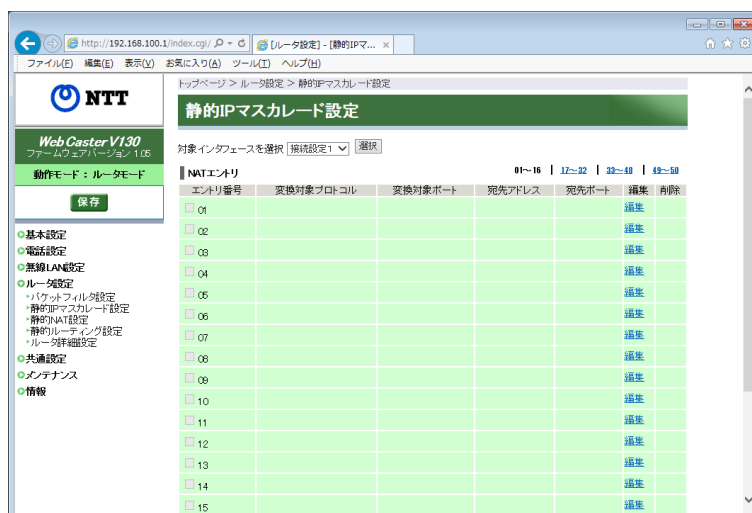 http://192.168.100.1/index.cgi/
[ルータ設定] - [静的IPマ...
ファイル(F) 編集(E) 表示(V) お気に入り(A) ツール(T) ヘルプ(H)
NTT
Web Caster V130
ファームウェアバージョン 1.05
動作モード : ルータモード
保存
基本設定
電話設定
無線LAN設定
ルータ設定
パケットフィルタ設定
静的IPマスカレード設定
静的NAT設定
静的ルーティング設定
ルータ詳細設定
共通設定
メンテナンス
情報
トップページ > ルータ設定 > 静的IPマスカレード設定
静的IPマスカレード設定
対象インタフェースを選択 接続設定1 選択
NATエントリ 01~16 | 17~32 | 33~48 | 49~50
エントリ番号 変換対象プロトコル 変換対象ポート 宛先アドレス 宛先ポート 編集 削除
01 編集
02 編集
03 編集
04 編集
05 編集
06 編集
07 編集
08 編集
09 編集
10 編集
11 編集
12 編集
13 編集
14 編集
15 編集